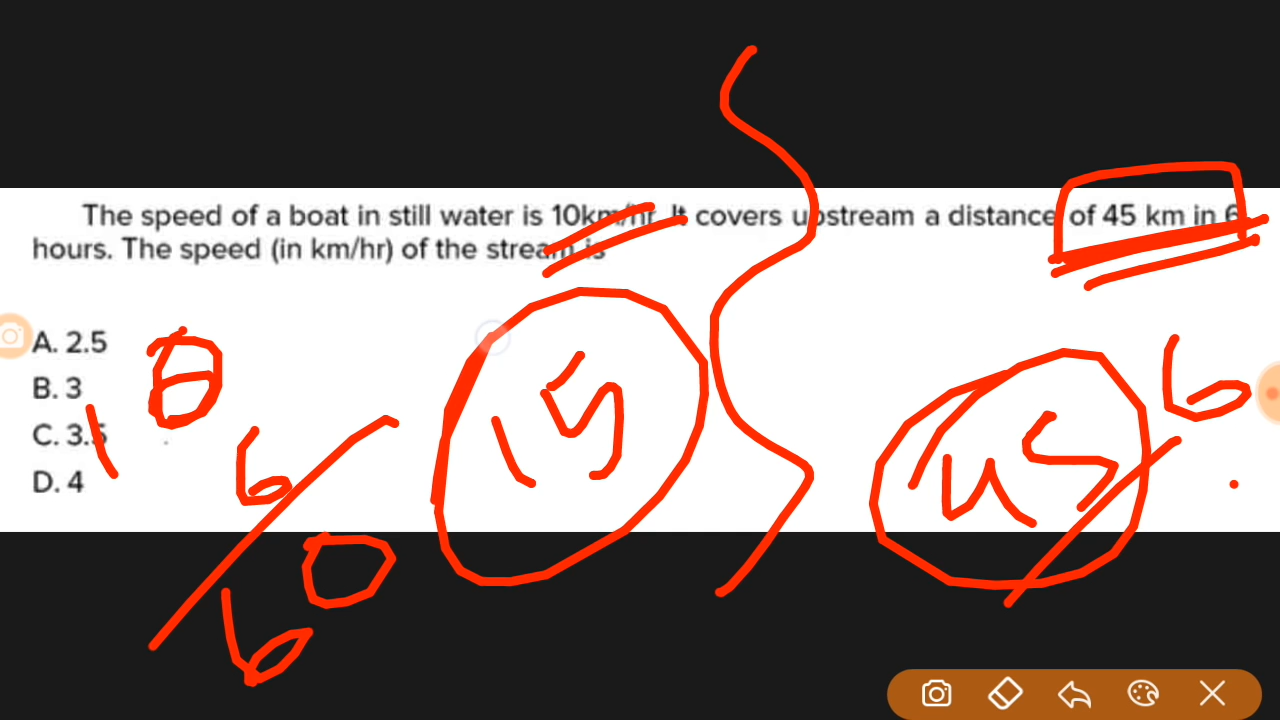 The speed of a boat in still water is 10km/hr. It covers upstream a distance of 45 km in 6
hours. The speed (in km/hr) of the stream is
A. 2.5
B. 3
C. 3.5
D. 4
10
6
60
15
45
6